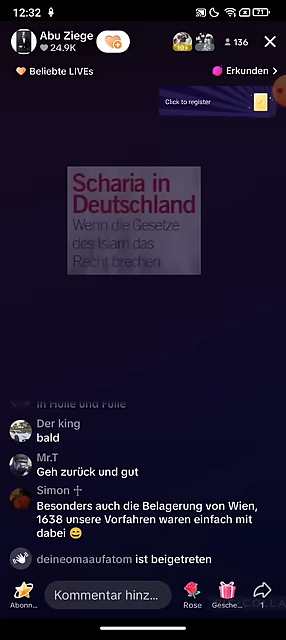 12:32
71
Abu Ziege
24.9K
10+
136
Beliebte LIVEs
Erkunden
Click to register
Scharia in
Deutschland
Wenn die Gesetze
des Islam das
Recht brechen
in Hülle und Fülle
Der king
bald
Mr.T
Geh zurück und gut
Simon ☥
Besonders auch die Belagerung von Wien,
1638 unsere Vorfahren waren einfach mit
dabei 😄
deineomaaufatom ist beigetreten
Abonn...
Kommentar hinz...
Rose
Gesche...
1